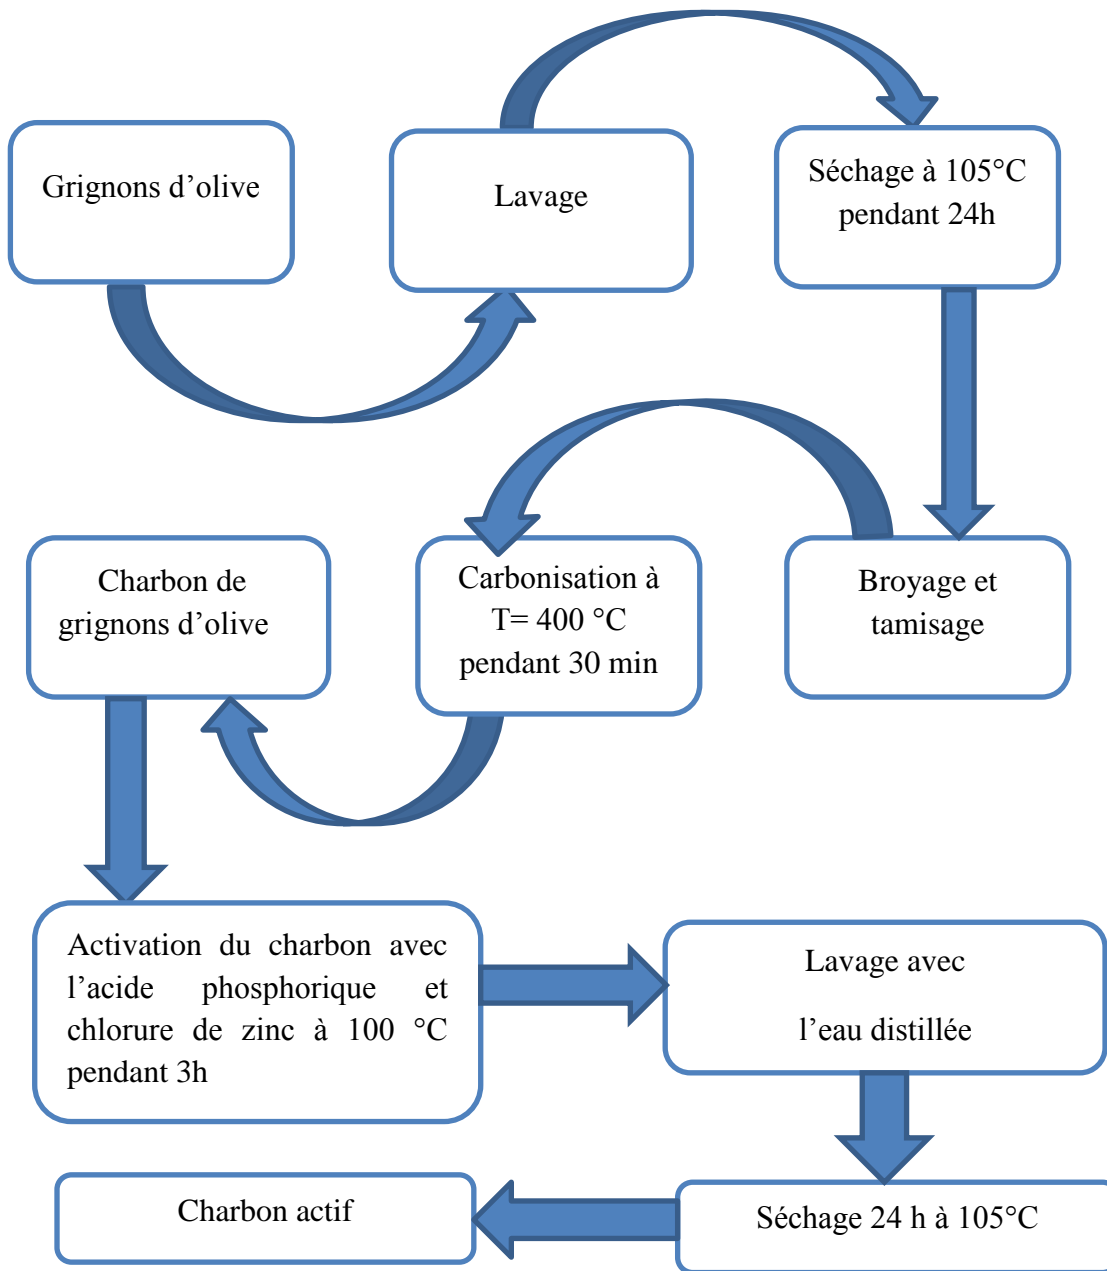 Grignons d’olive
Lavage
Séchage à 105°C
pendant 24h
Broyage et
tamisage
Carbonisation à
T= 400 °C
pendant 30 min
Charbon de
grignons d’olive
Activation du charbon avec
l’acide phosphorique et
chlorure de zinc à 100 °C
pendant 3h
Lavage avec
l’eau distillée
Séchage 24 h à 105°C
Charbon actif